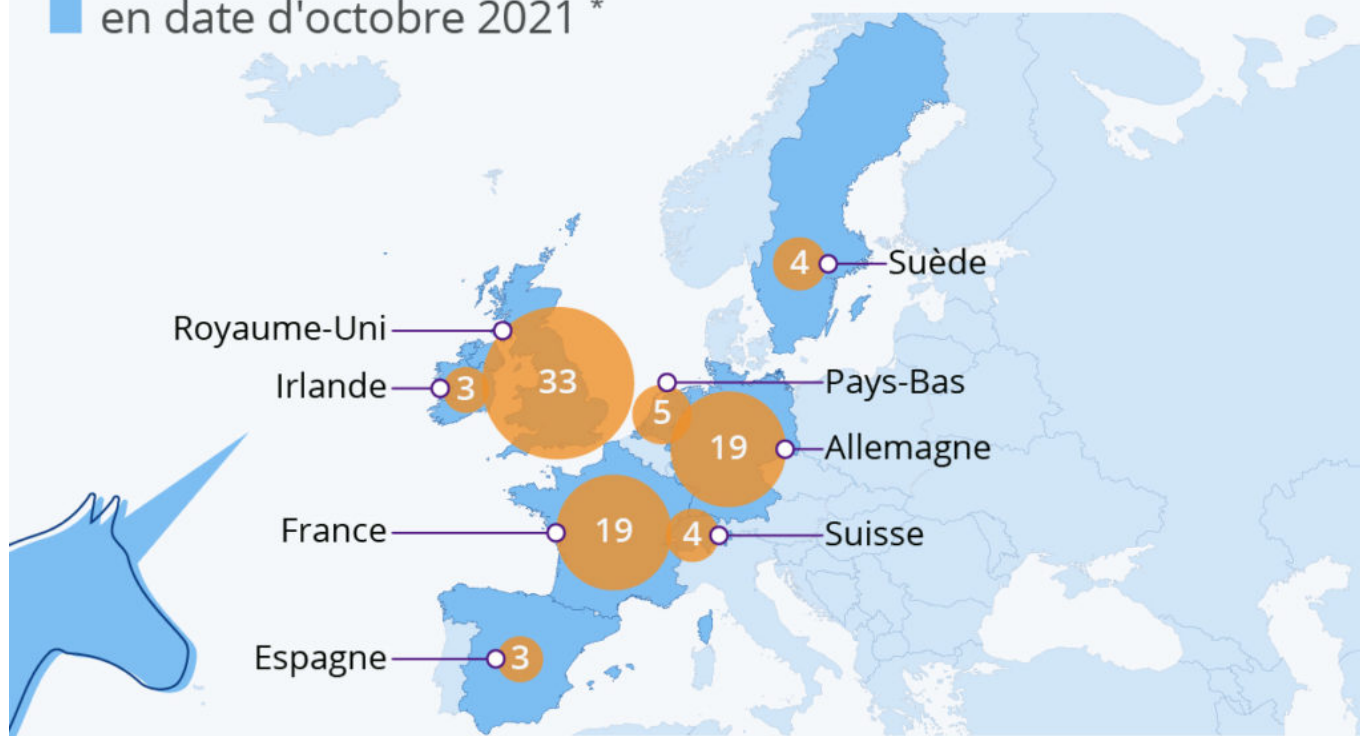 en date d'octobre 2021 *
4 Suède
Royaume-Uni
33
Irlande 3
5 Pays-Bas
19 Allemagne
France 19
4 Suisse
Espagne 3